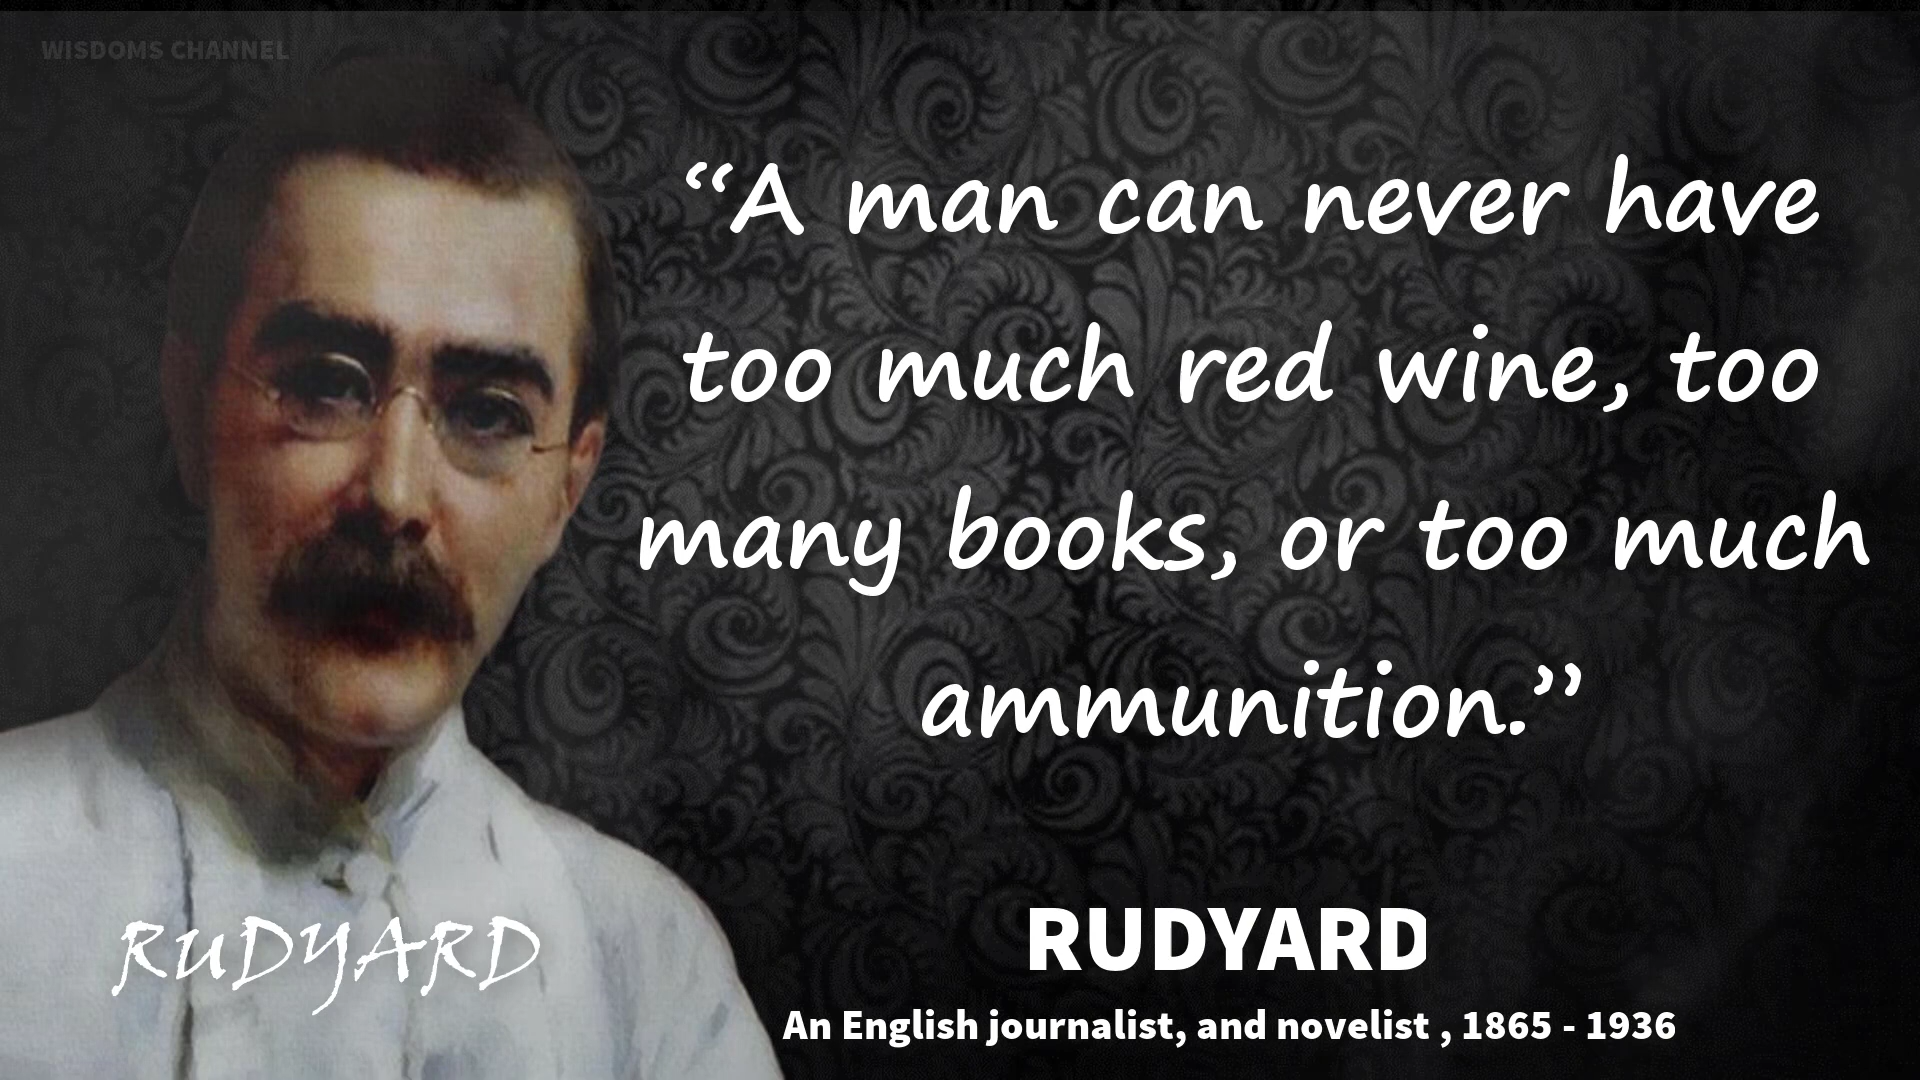 WISDOMS CHANNEL
“A man can never have
too much red wine, too
many books, or too much
ammunition.”
RUDYARD
RUDYARD
An English journalist, and novelist , 1865 - 1936